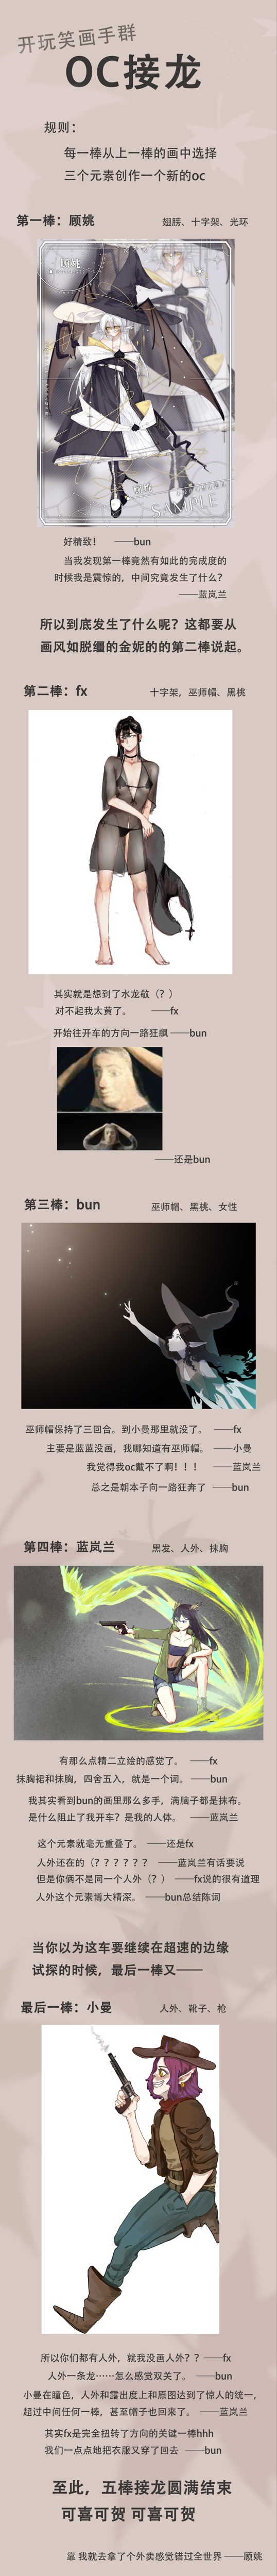 开玩笑画手群
OC接龙
规则：
每一棒从上一棒的画中选择
三个元素创作一个新的oc
第一棒：顾姚
翅膀、十字架、光环
顾姚
SAMPLE
好精致！ ——bun
当我发现第一棒竟然有如此的完成度的
时候我是震惊的，中间究竟发生了什么？
——蓝岚兰
所以到底发生了什么呢？这都要从
画风如脱缰的金妮的的第二棒说起。
第二棒：fx
十字架，巫师帽、黑桃
其实就是想到了水龙敬（？）
对不起我太黄了。 ——fx
开始往开车的方向一路狂飙 ——bun
——还是bun
第三棒：bun
巫师帽、黑桃、女性
巫师帽保持了三回合。到小曼那里就没了。 ——fx
主要是蓝蓝没画，我哪知道有巫师帽。 ——小曼
我觉得我oc戴不了啊！！！ ——蓝岚兰
总之是朝本子向一路狂奔了 ——bun
第四棒：蓝岚兰
黑发、人外、抹胸
有那么点精二立绘的感觉了。 ——fx
抹胸裙和抹胸，四舍五入，就是一个词。 ——bun
我其实看到bun的画里那么多手，满脑子都是抹布。
是什么阻止了我开车？是我的人体。 ——蓝岚兰
这个元素就毫无重叠了。 ——还是fx
人外还在的（？？？？？？ ——蓝岚兰有话要说
但是你俩不是同一个人外（？） ——fx说的很有道理
人外这个元素博大精深。 ——bun总结陈词
当你以为这车要继续在超速的边缘
试探的时候，最后一棒又——
最后一棒：小曼
人外、靴子、枪
所以你们都有人外，就我没画人外？？ ——fx
人外一条龙……怎么感觉双关了。 ——bun
小曼在瞳色，人外和露出度上和原图达到了惊人的统一，
超过中间任何一棒，甚至帽子也回来了。 ——蓝岚兰
其实fx是完全扭转了方向的关键一棒hhh
我们一点点地把衣服又穿了回去 ——bun
至此，五棒接龙圆满结束
可喜可贺 可喜可贺
靠 我就去拿了个外卖感觉错过全世界 ——顾姚